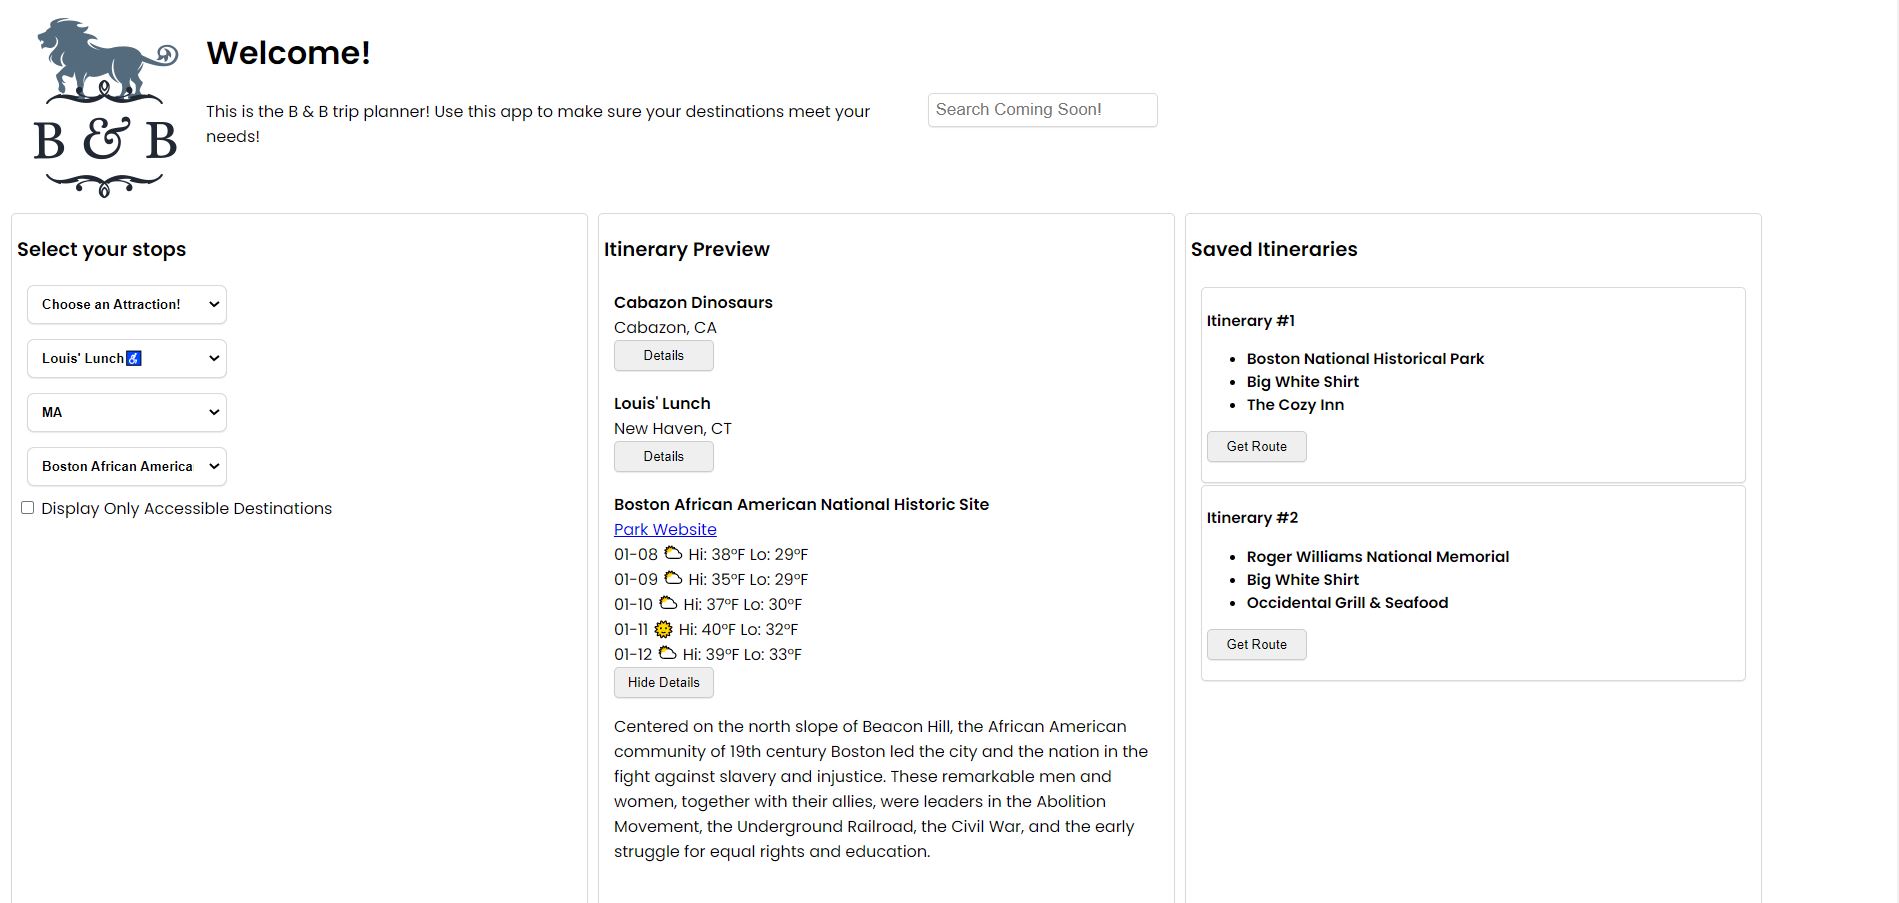 B & B
Welcome!
This is the B & B trip planner! Use this app to make sure your destinations meet your
needs!
Search Coming Soon!
Select your stops
Choose an Attraction!
Louis' Lunch♿
MA
Boston African America
Display Only Accessible Destinations
Itinerary Preview
Cabazon Dinosaurs
Cabazon, CA
Details
Louis' Lunch
New Haven, CT
Details
Boston African American National Historic Site
Park Website
01-08 🌥 Hi: 38°F Lo: 29°F
01-09 🌥 Hi: 35°F Lo: 29°F
01-10 🌥 Hi: 37°F Lo: 30°F
01-11 🌞 Hi: 40°F Lo: 32°F
01-12 🌥 Hi: 39°F Lo: 33°F
Hide Details
Centered on the north slope of Beacon Hill, the African American
community of 19th century Boston led the city and the nation in the
fight against slavery and injustice. These remarkable men and
women, together with their allies, were leaders in the Abolition
Movement, the Underground Railroad, the Civil War, and the early
struggle for equal rights and education.
Saved Itineraries
Itinerary #1
• Boston National Historical Park
• Big White Shirt
• The Cozy Inn
Get Route
Itinerary #2
• Roger Williams National Memorial
• Big White Shirt
• Occidental Grill & Seafood
Get Route